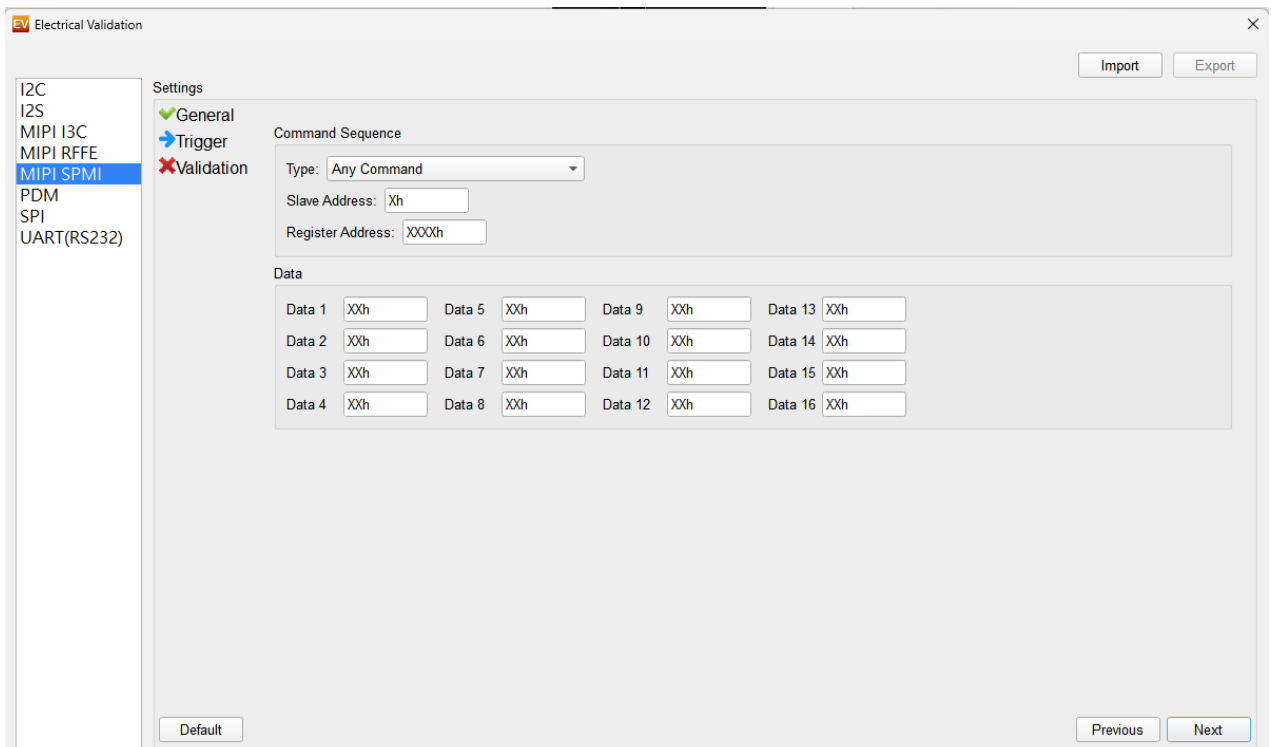 EV Electrical Validation
Import Export
I2C
I2S
MIPI I3C
MIPI RFFE
MIPI SPMI
PDM
SPI
UART(RS232)
Settings
General
Trigger
Validation
Command Sequence
Type: Any Command
Slave Address: Xh
Register Address: XXXXh
Data
Data 1 XXh Data 5 XXh Data 9 XXh Data 13 XXh
Data 2 XXh Data 6 XXh Data 10 XXh Data 14 XXh
Data 3 XXh Data 7 XXh Data 11 XXh Data 15 XXh
Data 4 XXh Data 8 XXh Data 12 XXh Data 16 XXh
Default Previous Next